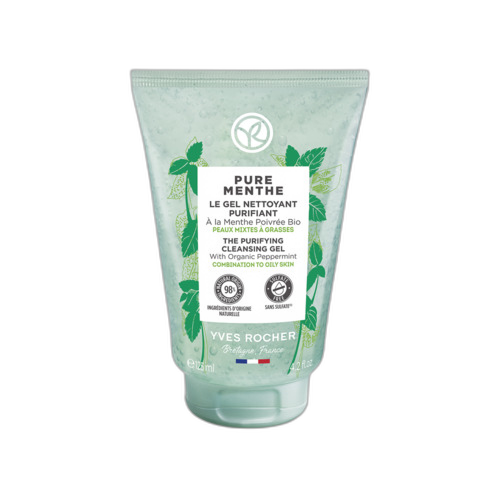 PURE
MENTHE
LE GEL NETTOYANT
PURIFIANT
À la Menthe Poivrée Bio
PEAUX MIXTES À GRASSES
THE PURIFYING
CLEANSING GEL
With Organic Peppermint
COMBINATION TO OILY SKIN
98%
SULFATE
FREE
INGRÉDIENTS D'ORIGINE
NATURELLE
SANS SULFATE
YVES ROCHER
Bretagne, France
4.2 fl.oz